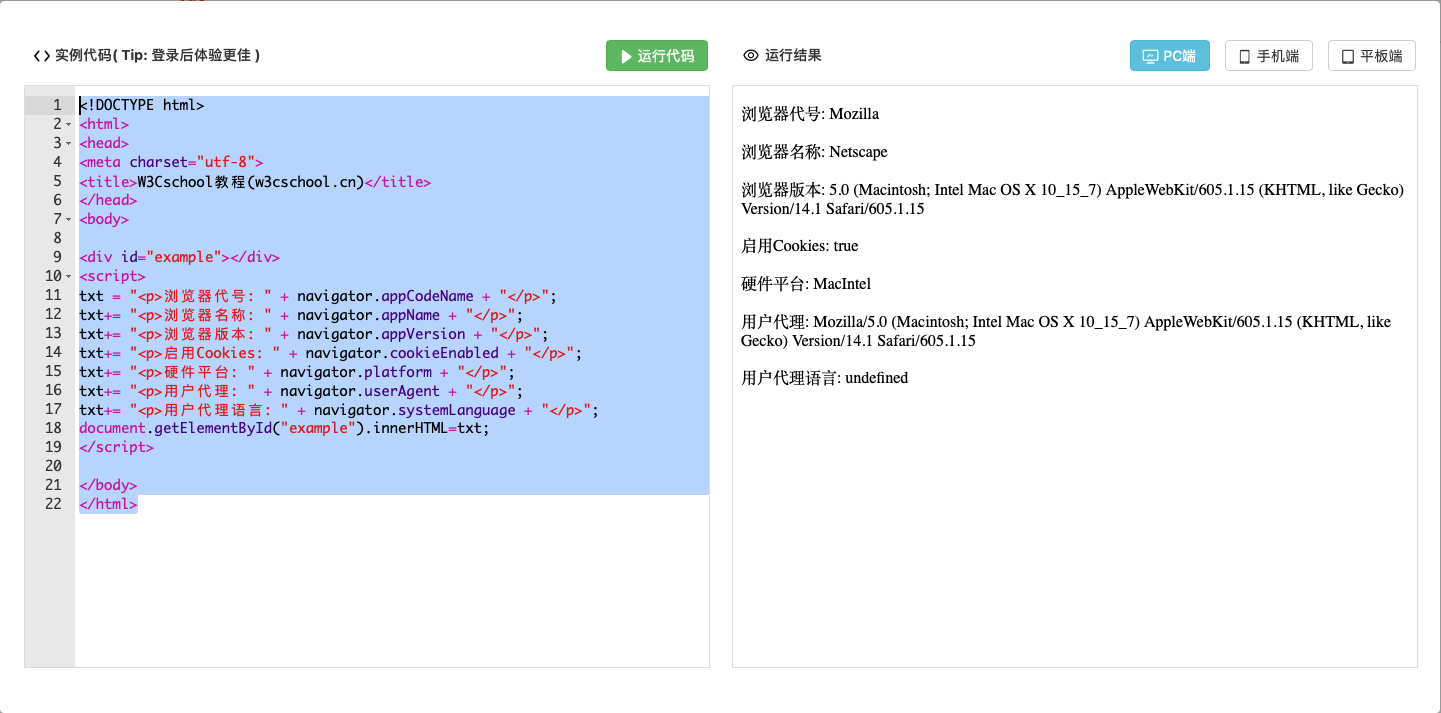 实例代码( Tip: 登录后体验更佳 )
运行代码
1 <!DOCTYPE html>
2 <html>
3 <head>
4 <meta charset="utf-8">
5 <title>W3Cschool教程(w3cschool.cn)</title>
6 </head>
7 <body>
8
9 <div id="example"></div>
10 <script>
11 txt = "<p>浏览器代号: " + navigator.appCodeName + "</p>";
12 txt+= "<p>浏览器名称: " + navigator.appName + "</p>";
13 txt+= "<p>浏览器版本: " + navigator.appVersion + "</p>";
14 txt+= "<p>启用Cookies: " + navigator.cookieEnabled + "</p>";
15 txt+= "<p>硬件平台: " + navigator.platform + "</p>";
16 txt+= "<p>用户代理: " + navigator.userAgent + "</p>";
17 txt+= "<p>用户代理语言: " + navigator.systemLanguage + "</p>";
18 document.getElementById("example").innerHTML=txt;
19 </script>
20
21 </body>
22 </html>
运行结果
PC端
手机端
平板端
浏览器代号: Mozilla
浏览器名称: Netscape
浏览器版本: 5.0 (Macintosh; Intel Mac OS X 10_15_7) AppleWebKit/605.1.15 (KHTML, like Gecko)
Version/14.1 Safari/605.1.15
启用Cookies: true
硬件平台: MacIntel
用户代理: Mozilla/5.0 (Macintosh; Intel Mac OS X 10_15_7) AppleWebKit/605.1.15 (KHTML, like
Gecko) Version/14.1 Safari/605.1.15
用户代理语言: undefined